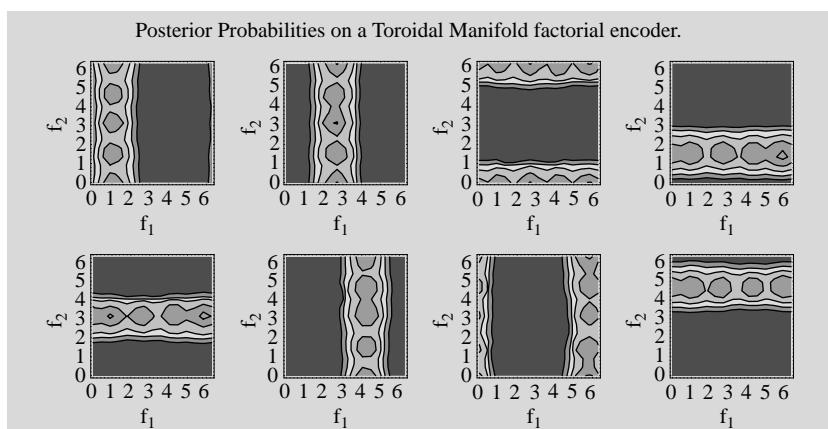 Posterior Probabilities on a Toroidal Manifold factorial encoder.
6 6 6 6
5 5 5 5
4 4 4 4
f2 3 f2 3 f2 3 f2 3
2 2 2 2
1 1 1 1
0 0 0 0
0 1 2 3 4 5 6 0 1 2 3 4 5 6 0 1 2 3 4 5 6 0 1 2 3 4 5 6
f1 f1 f1 f1
6 6 6 6
5 5 5 5
4 4 4 4
f2 3 f2 3 f2 3 f2 3
2 2 2 2
1 1 1 1
0 0 0 0
0 1 2 3 4 5 6 0 1 2 3 4 5 6 0 1 2 3 4 5 6 0 1 2 3 4 5 6
f1 f1 f1 f1